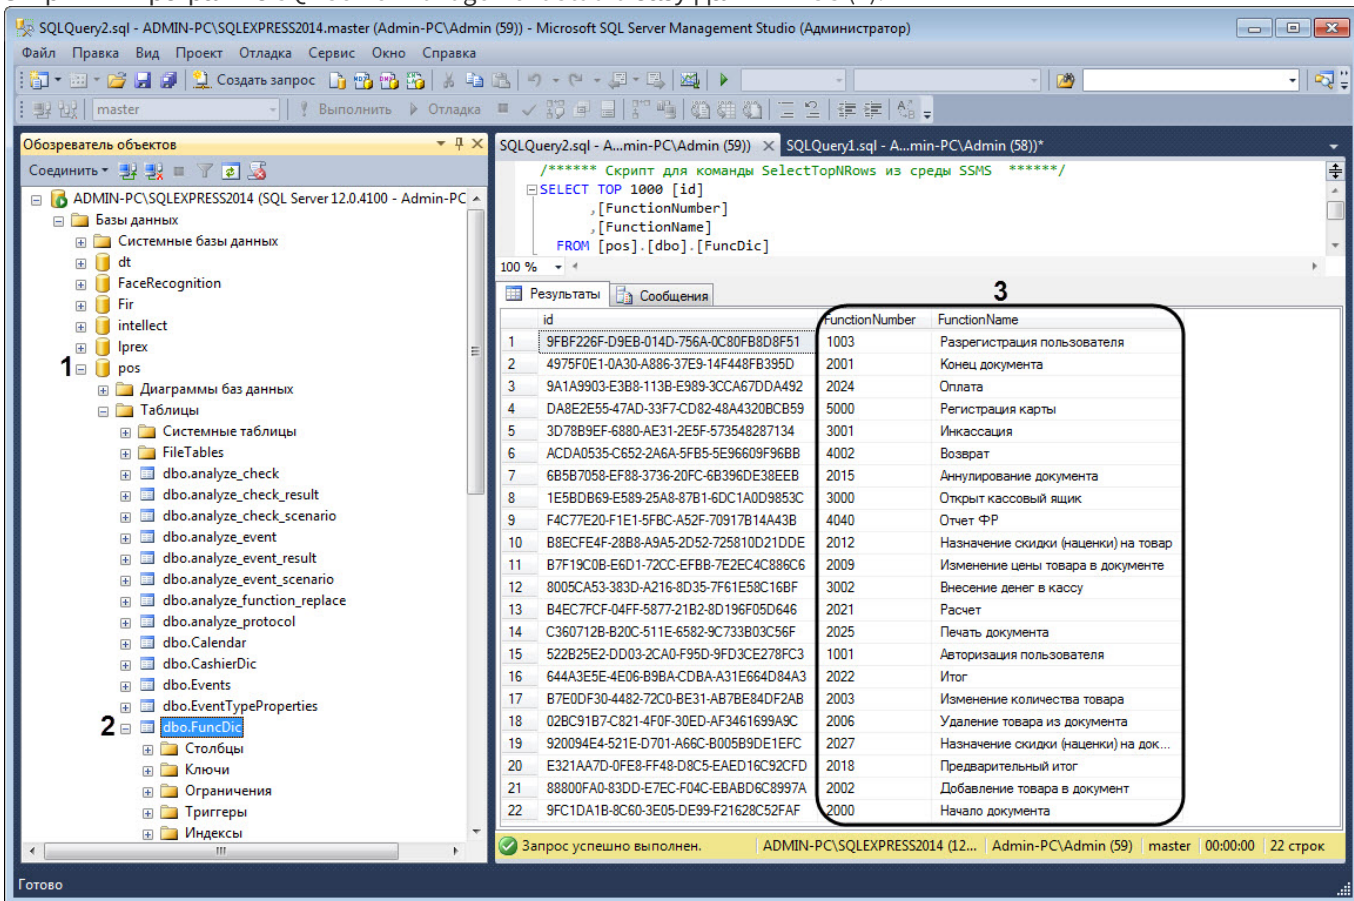 SQLQuery2.sql - ADMIN-PC\SQLEXPRESS2014.master (Admin-PC\Admin (59)) - Microsoft SQL Server Management Studio (Администратор)
Файл Правка Вид Проект Отладка Сервис Окно Справка
Создать запрос
master Выполнить Отладка
Обозреватель объектов
Соединить
ADMIN-PC\SQLEXPRESS2014 (SQL Server 12.0.4100 - Admin-PC
Базы данных
Системные базы данных
dt
FaceRecognition
Fir
intellect
lprex
1 pos
Диаграммы баз данных
Таблицы
Системные таблицы
FileTables
dbo.analyze_check
dbo.analyze_check_result
dbo.analyze_check_scenario
dbo.analyze_event
dbo.analyze_event_result
dbo.analyze_event_scenario
dbo.analyze_function_replace
dbo.analyze_protocol
dbo.Calendar
dbo.CashierDic
dbo.Events
dbo.EventTypeProperties
2 dbo.FuncDic
Столбцы
Ключи
Ограничения
Триггеры
Индексы
SQLQuery2.sql - A...min-PC\Admin (59)) SQLQuery1.sql - A...min-PC\Admin (58))*
/****** Скрипт для команды SelectTopNRows из среды SSMS ******/
SELECT TOP 1000 [id]
,[FunctionNumber]
,[FunctionName]
FROM [pos].[dbo].[FuncDic]
100 %
Результаты Сообщения
3
id FunctionNumber FunctionName
1 9FBF226F-D9EB-014D-756A-0C80FB8D8F51 1003 Разрегистрация пользователя
2 4975F0E1-0A30-A886-37E9-14F448FB395D 2001 Конец документа
3 9A1A9903-E3B8-113B-E989-3CCA67DDA492 2024 Оплата
4 DA8E2E55-47AD-33F7-CD82-48A4320BCB59 5000 Регистрация карты
5 3D78B9EF-6880-AE31-2E5F-573548287134 3001 Инкассация
6 ACDA0535-C652-2A6A-5FB5-5E96609F96BB 4002 Возврат
7 6B5B7058-EF88-3736-20FC-6B396DE38EEB 2015 Аннулирование документа
8 1E5BDB69-E589-25A8-87B1-6DC1A0D9853C 3000 Открыт кассовый ящик
9 F4C77E20-F1E1-5FBC-A52F-70917B14A43B 4040 Отчет ФР
10 B8ECFE4F-28B8-A9A5-2D52-725810D21DDE 2012 Назначение скидки (наценки) на товар
11 B7F19C0B-E6D1-72CC-EFBB-7E2EC4C886C6 2009 Изменение цены товара в документе
12 8005CA53-383D-A216-8D35-7F61E58C16BF 3002 Внесение денег в кассу
13 B4EC7FCF-04FF-5877-21B2-8D196F05D646 2021 Расчет
14 C360712B-B20C-511E-6582-9C733B03C56F 2025 Печать документа
15 522B25E2-DD03-2CA0-F95D-9FD3CE278FC3 1001 Авторизация пользователя
16 644A3E5E-4E06-B9BA-CDBA-A31E664D84A3 2022 Итог
17 B7E0DF30-4482-72C0-BE31-AB7BE84DF2AB 2003 Изменение количества товара
18 02BC91B7-C821-4F0F-30ED-AF3461699A9C 2006 Удаление товара из документа
19 920094E4-521E-D701-A66C-B005B9DE1EFC 2027 Назначение скидки (наценки) на док...
20 E321AA7D-0FE8-FF48-D8C5-EAED16C92CFD 2018 Предварительный итог
21 88800FA0-83DD-E7EC-F04C-EBABD6C8997A 2002 Добавление товара в документ
22 9FC1DA1B-8C60-3E05-DE99-F21628C52FAF 2000 Начало документа
Запрос успешно выполнен. ADMIN-PC\SQLEXPRESS2014 (12... Admin-PC\Admin (59) master 00:00:00 22 строк
Готово